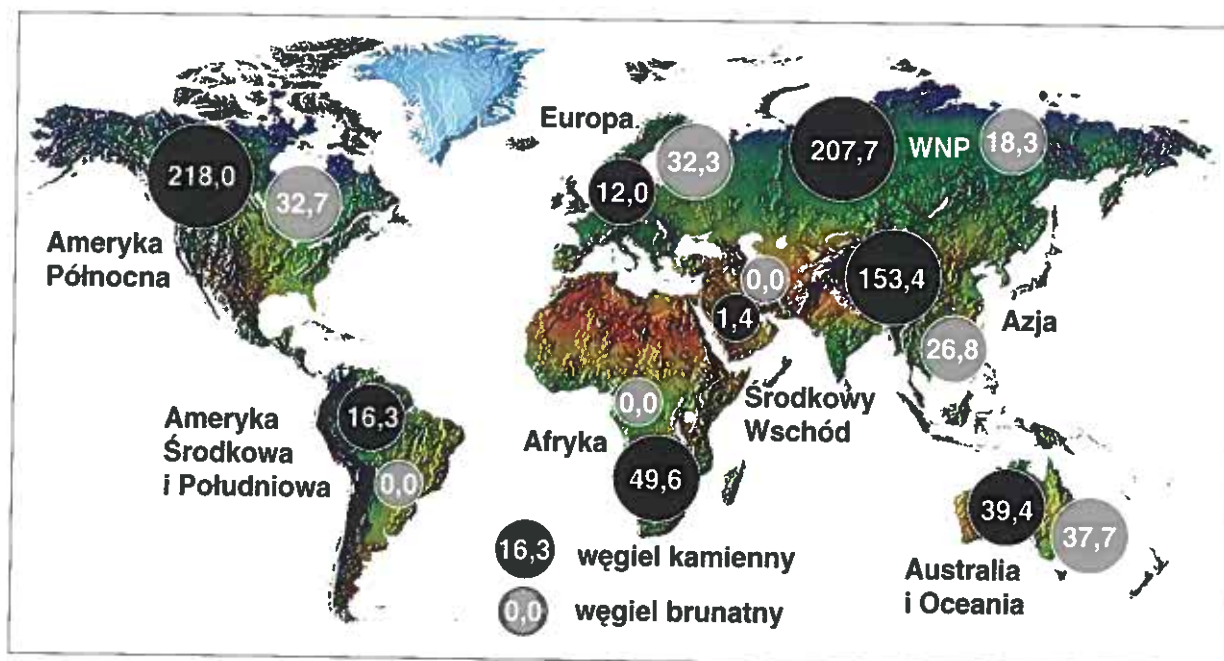 Europa
218,0
32,7
12,0
32,3
207,7
WNP
18,3
Ameryka
Północna
0,0
1,4
153,4
Azja
26,8
Ameryka
Środkowa
i Południowa
16,3
0,0
Afryka
0,0
49,6
Środkowy
Wschód
39,4
37,7
Australia
i Oceania
16,3 węgiel kamienny
0,0 węgiel brunatny